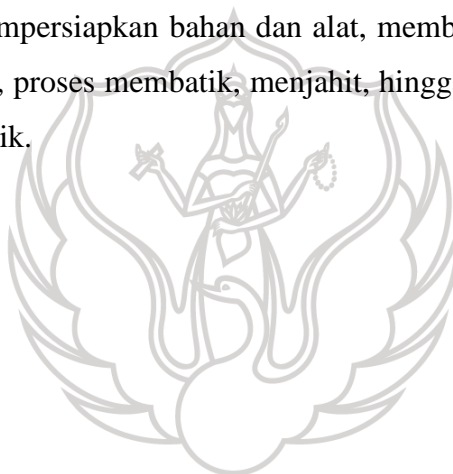 mpersiapkan bahan dan alat, memb
, proses membatik, menjahit, hingg
ik.